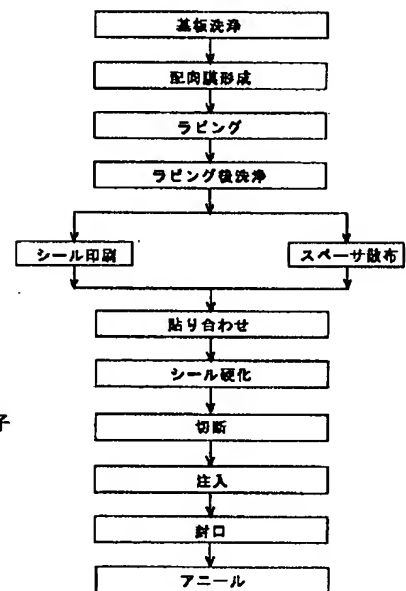 基板洗浄
配向膜形成
ラビング
ラビング後洗浄
シール印刷
スペーサ散布
貼り合わせ
シール硬化
子
切断
注入
封口
アニール